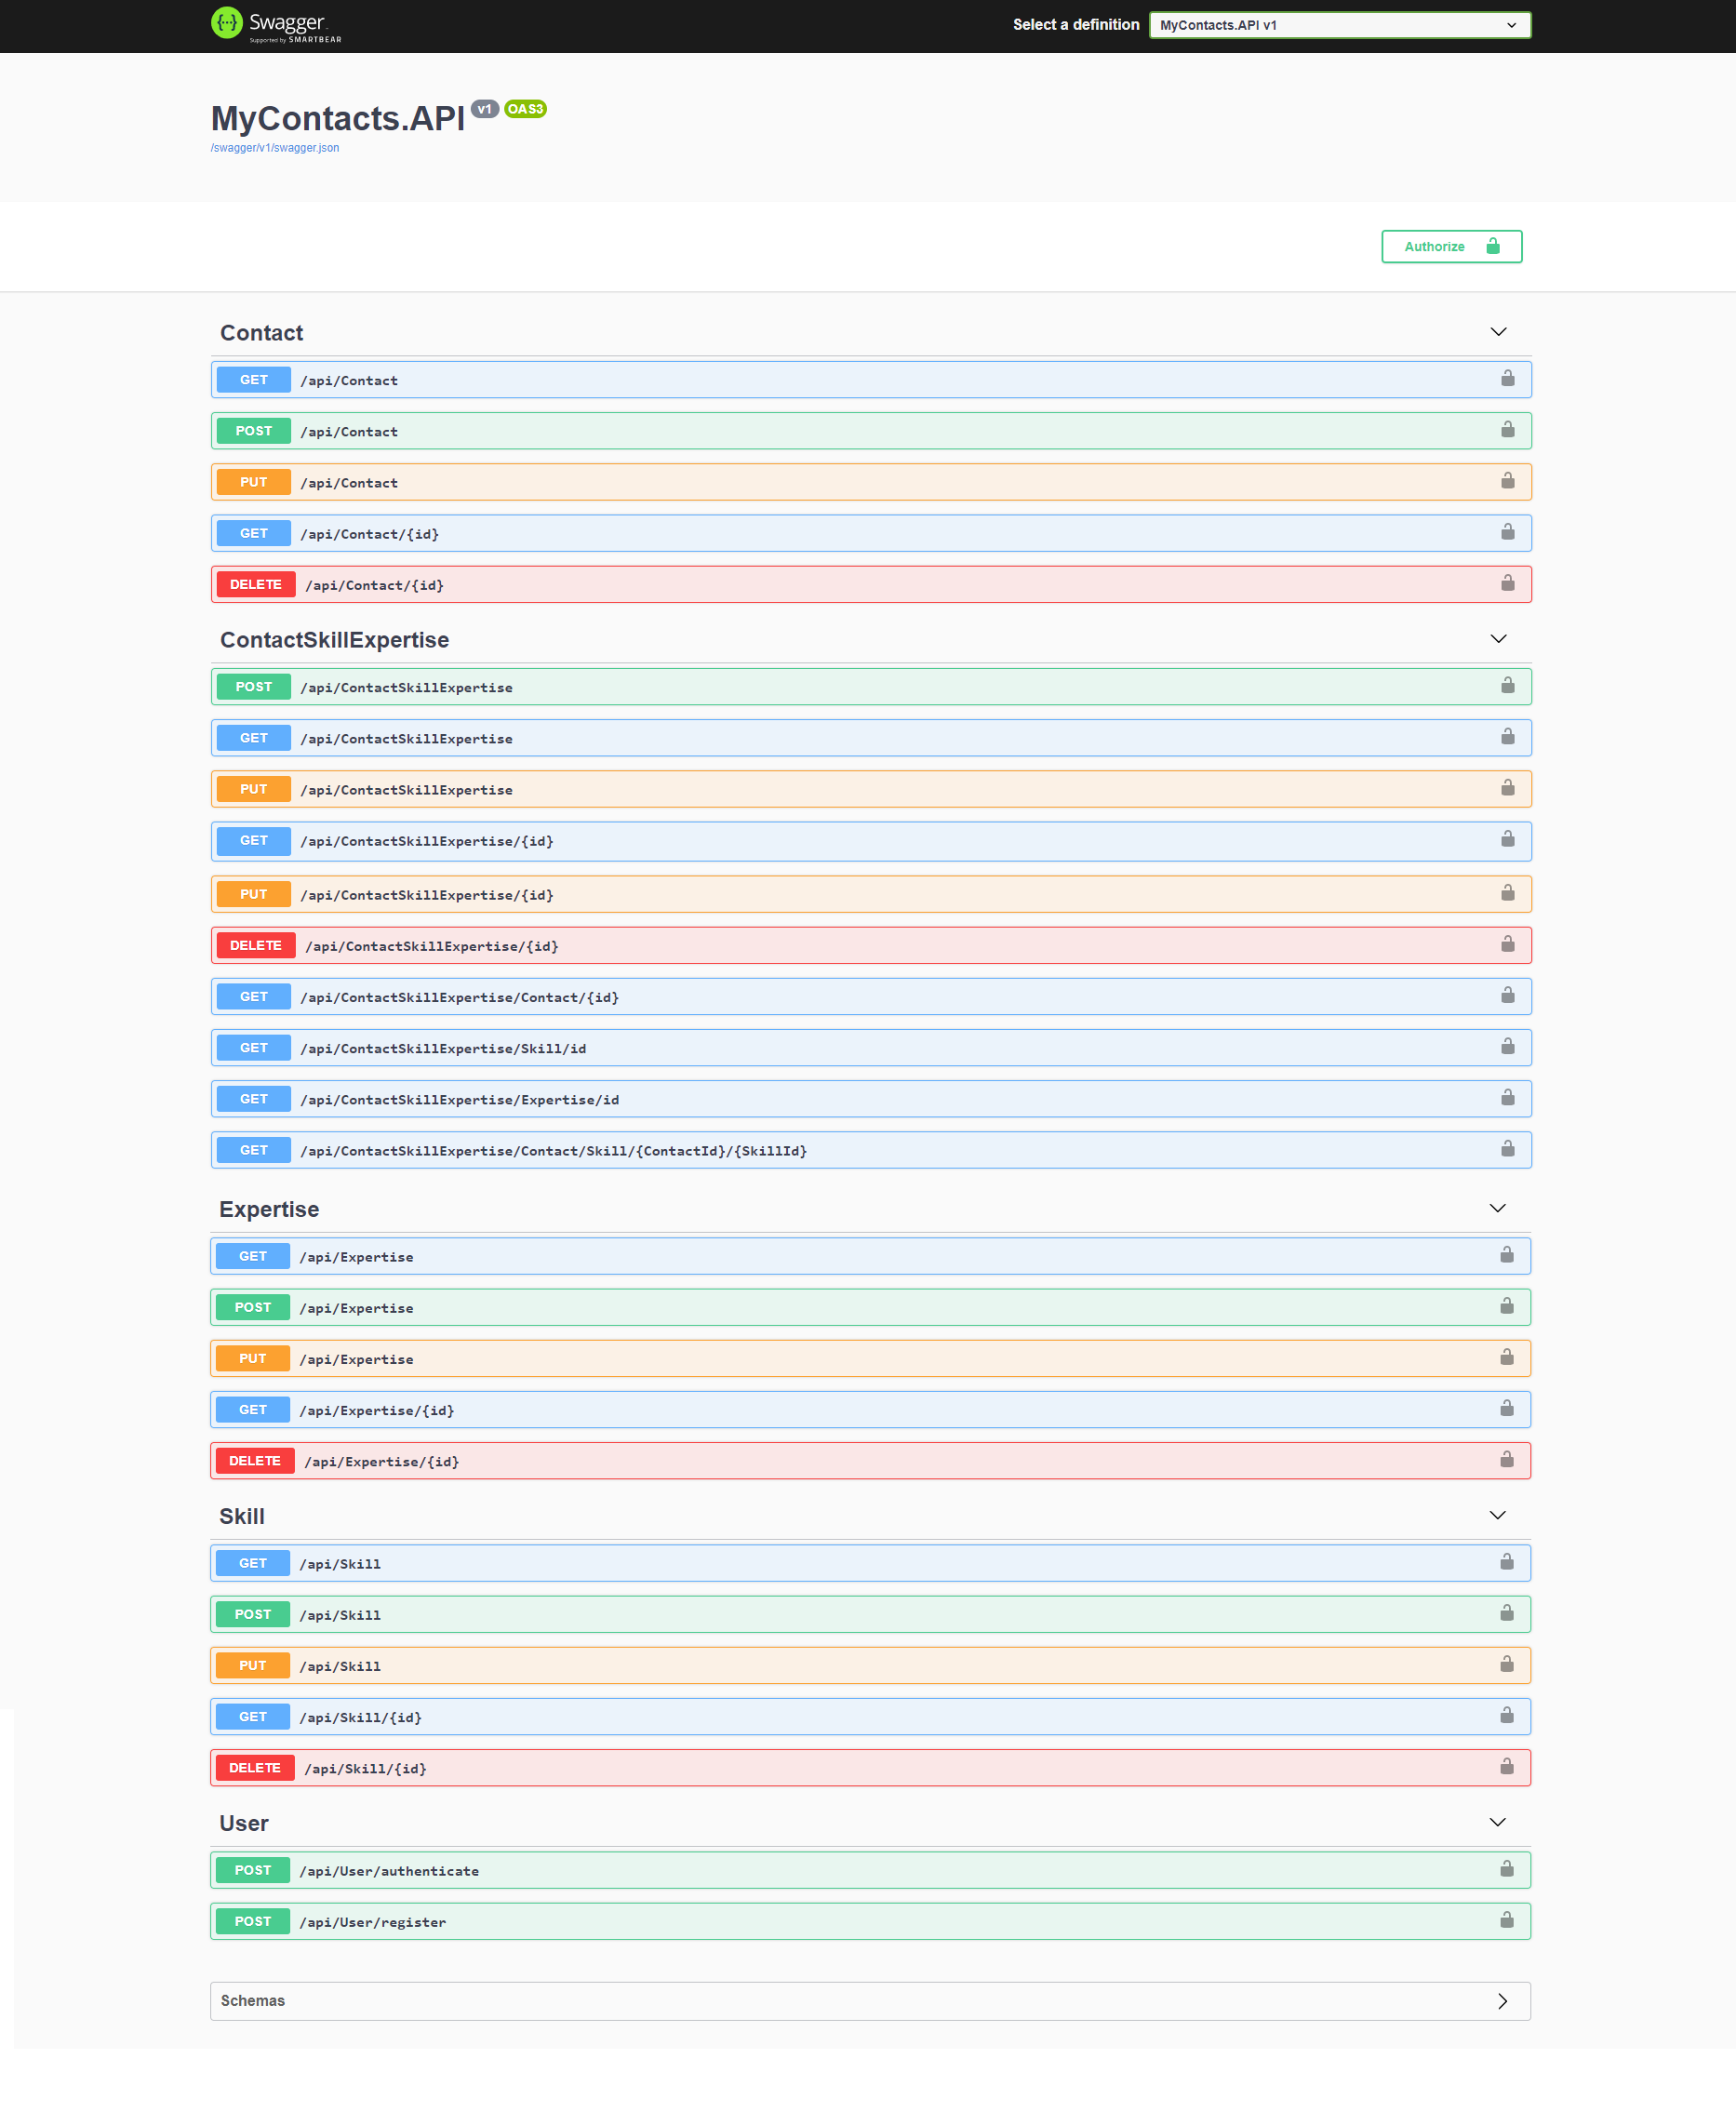 Swagger
Supported by SMARTBEAR
Select a definition
MyContacts.API v1
MyContacts.API v1 OAS3
/swagger/v1/swagger.json
Authorize
Contact
GET /api/Contact
POST /api/Contact
PUT /api/Contact
GET /api/Contact/{id}
DELETE /api/Contact/{id}
ContactSkillExpertise
POST /api/ContactSkillExpertise
GET /api/ContactSkillExpertise
PUT /api/ContactSkillExpertise
GET /api/ContactSkillExpertise/{id}
PUT /api/ContactSkillExpertise/{id}
DELETE /api/ContactSkillExpertise/{id}
GET /api/ContactSkillExpertise/Contact/{id}
GET /api/ContactSkillExpertise/Skill/id
GET /api/ContactSkillExpertise/Expertise/id
GET /api/ContactSkillExpertise/Contact/Skill/{ContactId}/{SkillId}
Expertise
GET /api/Expertise
POST /api/Expertise
PUT /api/Expertise
GET /api/Expertise/{id}
DELETE /api/Expertise/{id}
Skill
GET /api/Skill
POST /api/Skill
PUT /api/Skill
GET /api/Skill/{id}
DELETE /api/Skill/{id}
User
POST /api/User/authenticate
POST /api/User/register
Schemas